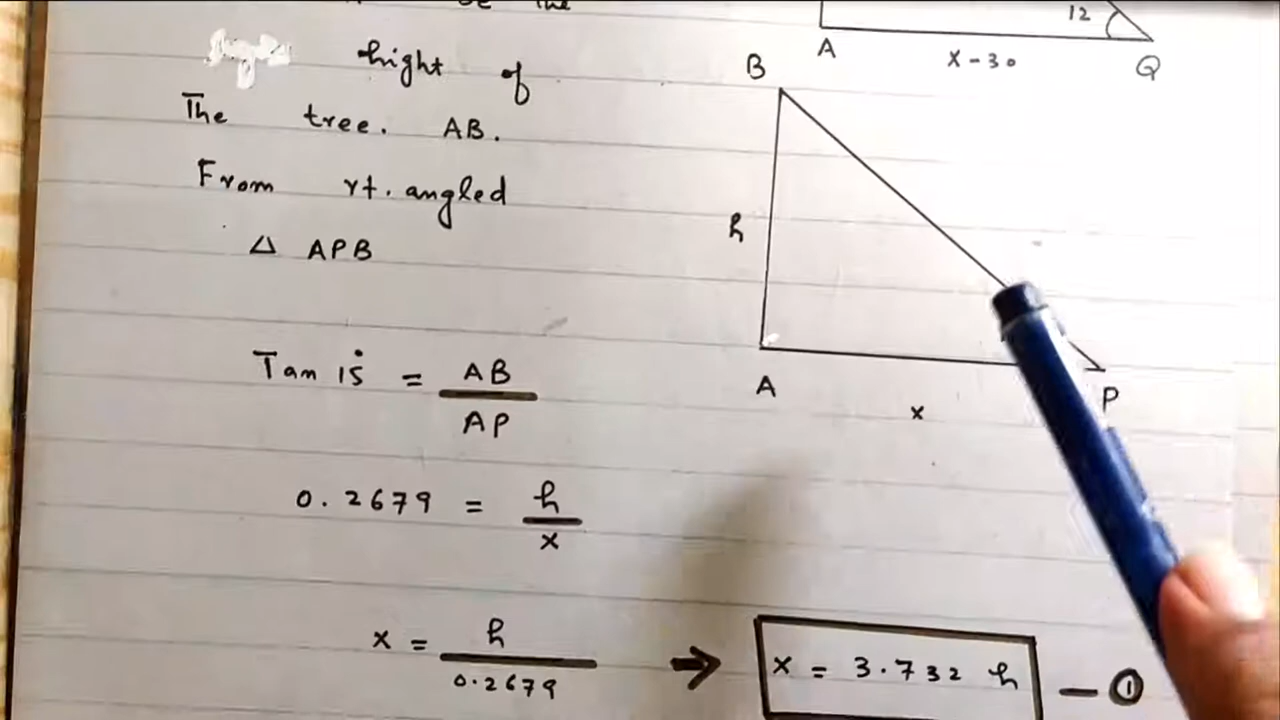 12
A
x - 30
Q
hight of
The tree. AB.
From rt. angled
△ APB
B
h
A
x
P
Tan 15 = AB
AP
0.2679 = h
x
x = h
0.2679
→ x = 3.732 h — ①